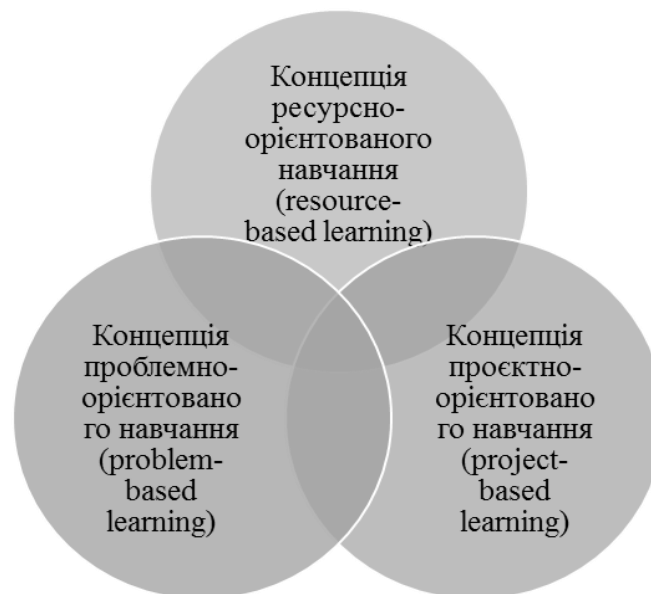 Концепція
ресурсно-
орієнтованого
навчання
(resource-
based learning)
Концепція
проблемно-
орієнтовано
го навчання
(problem-
based
learning)
Концепція
проєктно-
орієнтовано
го навчання
(project-
based
learning)